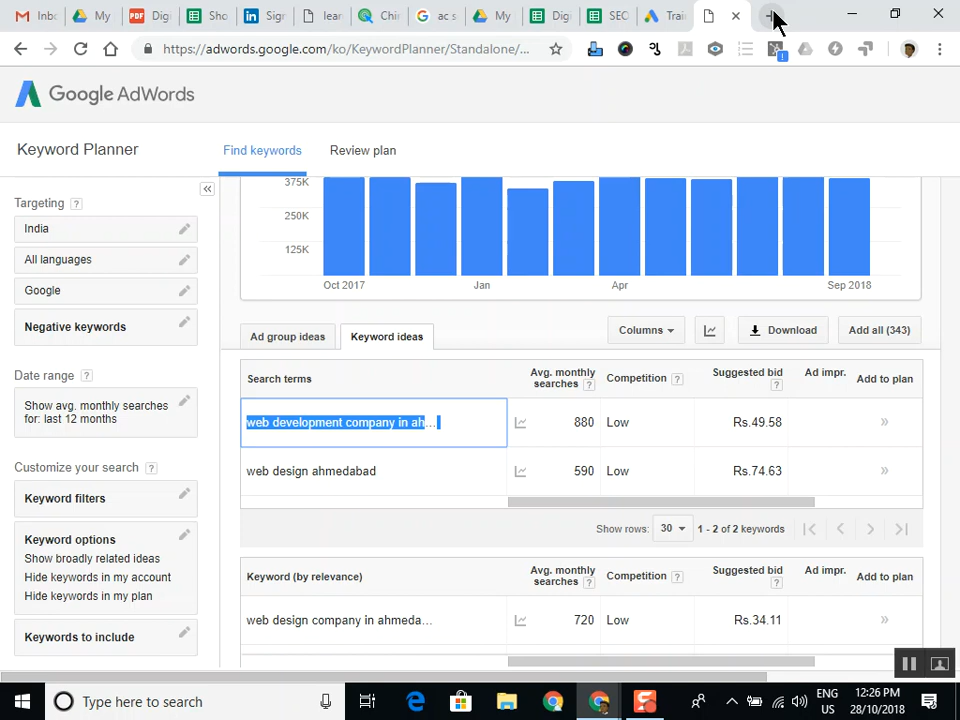 Inbo
My
PDF Digi
Sho
in Sign
lear
Chi
G ac s
My
Digi
SEC
Trai
https://adwords.google.com/ko/KeywordPlanner/Standalone/...
Google AdWords
Keyword Planner
Find keywords
Review plan
Targeting ?
India
All languages
Google
Negative keywords
Date range ?
Show avg. monthly searches
for: last 12 months
Customize your search ?
Keyword filters
Keyword options
Show broadly related ideas
Hide keywords in my account
Hide keywords in my plan
Keywords to include
375K
250K
125K
Oct 2017
Jan
Apr
Sep 2018
Ad group ideas
Keyword ideas
Columns
Download
Add all (343)
Search terms
Avg. monthly
searches ?
Competition ?
Suggested bid
?
Ad impr.
Add to plan
web development company in ah...
880
Low
Rs.49.58
»
web design ahmedabad
590
Low
Rs.74.63
»
Show rows: 30
1 - 2 of 2 keywords
Keyword (by relevance)
Avg. monthly
searches ?
Competition ?
Suggested bid
?
Ad impr.
Add to plan
web design company in ahmeda...
720
Low
Rs.34.11
»
Type here to search
ENG
US
12:26 PM
28/10/2018